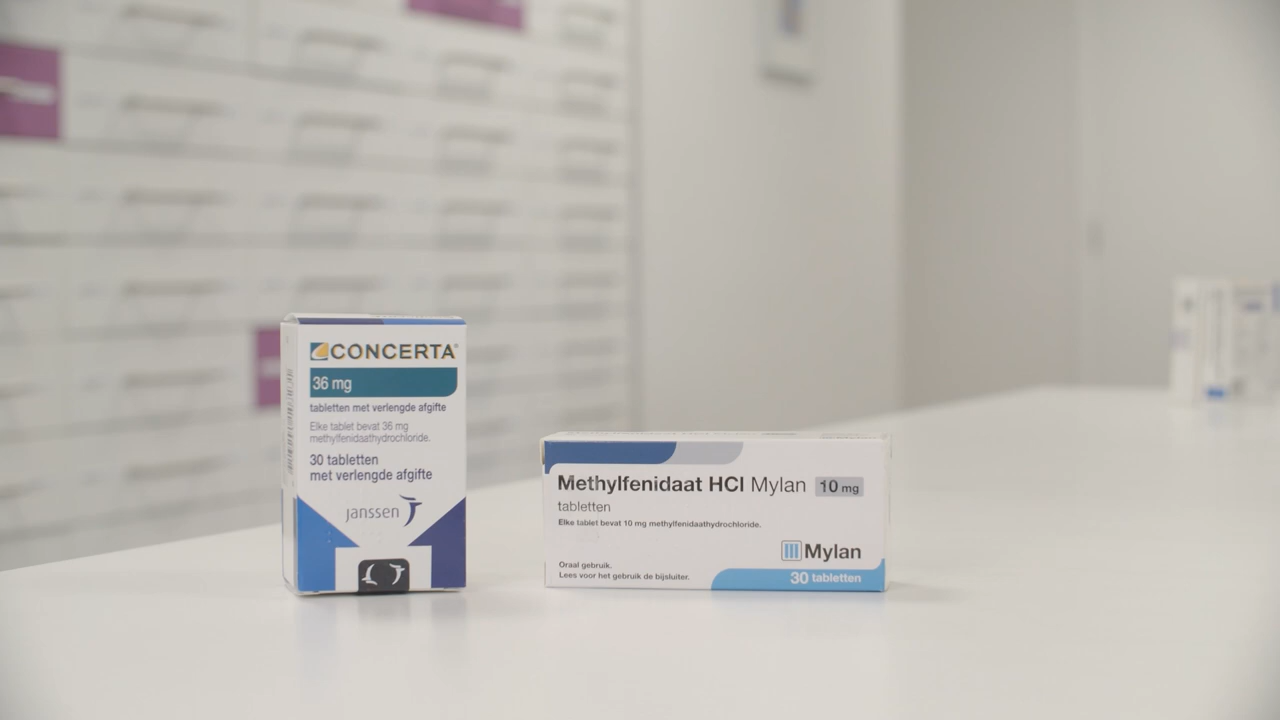 CONCERTA®
36 mg
tabletten met verlengde afgifte
Elke tablet bevat 36 mg
methylfenidaathydrochloride.
30 tabletten
met verlengde afgifte
janssen
Methylfenidaat HCl Mylan 10 mg
tabletten
Elke tablet bevat 10 mg methylfenidaathydrochloride.
Mylan
Oraal gebruik.
Lees voor het gebruik de bijsluiter.
30 tabletten